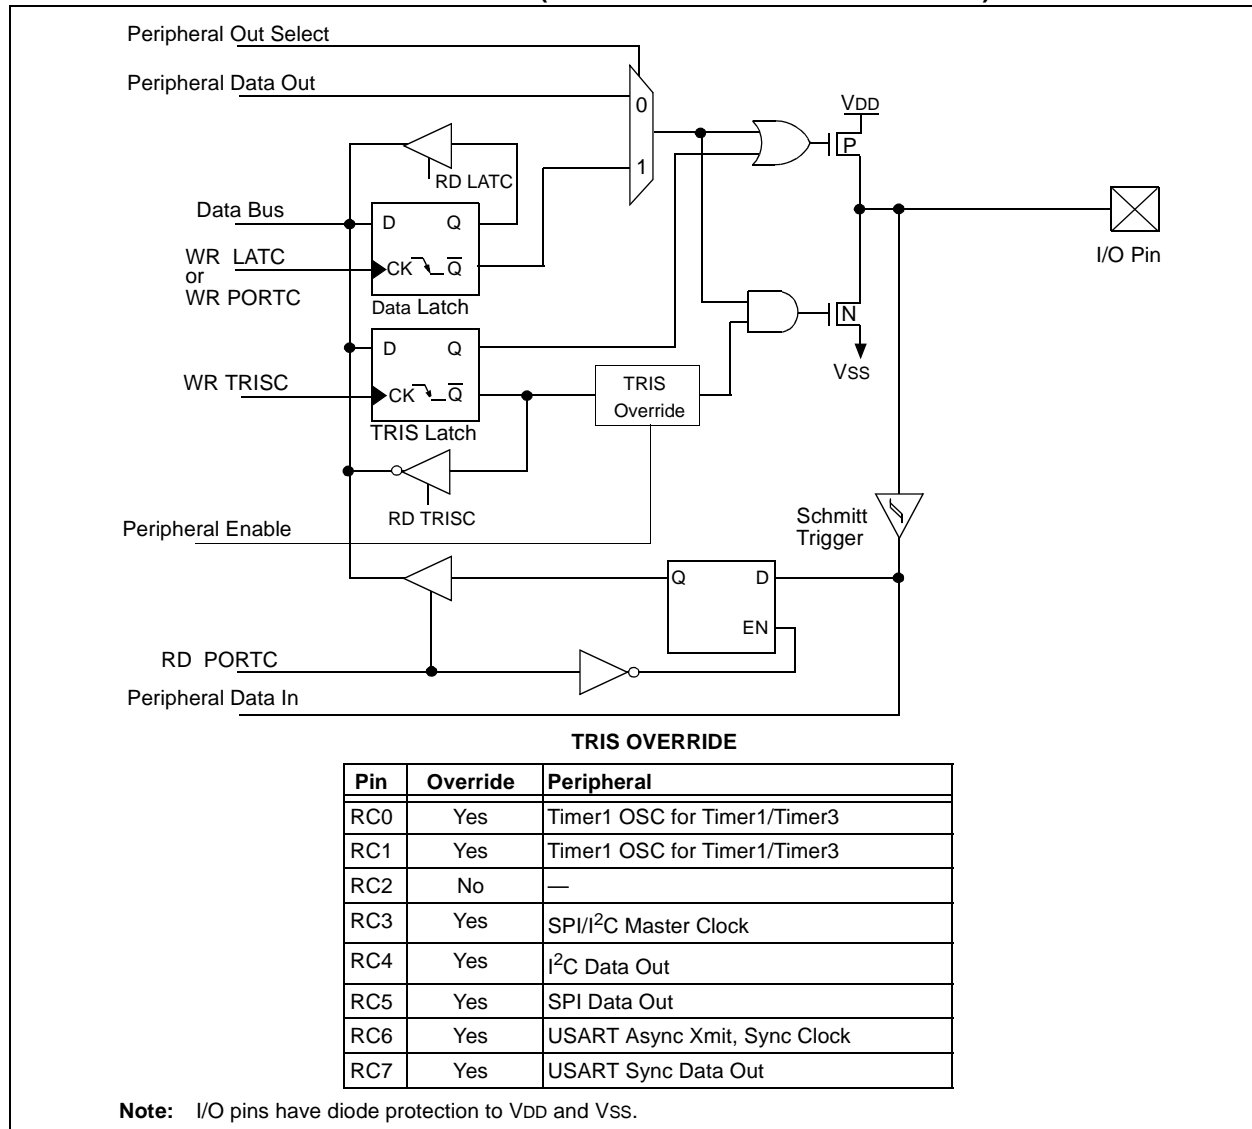 Peripheral Out Select
Peripheral Data Out
0
1
VDD
P
RD LATC
Data Bus
D Q
WR LATC
or
WR PORTC
CK Q̅
Data Latch
I/O Pin
N
VSS
D Q
WR TRISC
CK Q̅
TRIS Latch
TRIS
Override
RD TRISC
Peripheral Enable
Schmitt
Trigger
Q D
EN
RD PORTC
Peripheral Data In
TRIS OVERRIDE
Pin Override Peripheral
RC0 Yes Timer1 OSC for Timer1/Timer3
RC1 Yes Timer1 OSC for Timer1/Timer3
RC2 No —
RC3 Yes SPI/I²C Master Clock
RC4 Yes I²C Data Out
RC5 Yes SPI Data Out
RC6 Yes USART Async Xmit, Sync Clock
RC7 Yes USART Sync Data Out
Note: I/O pins have diode protection to VDD and VSS.